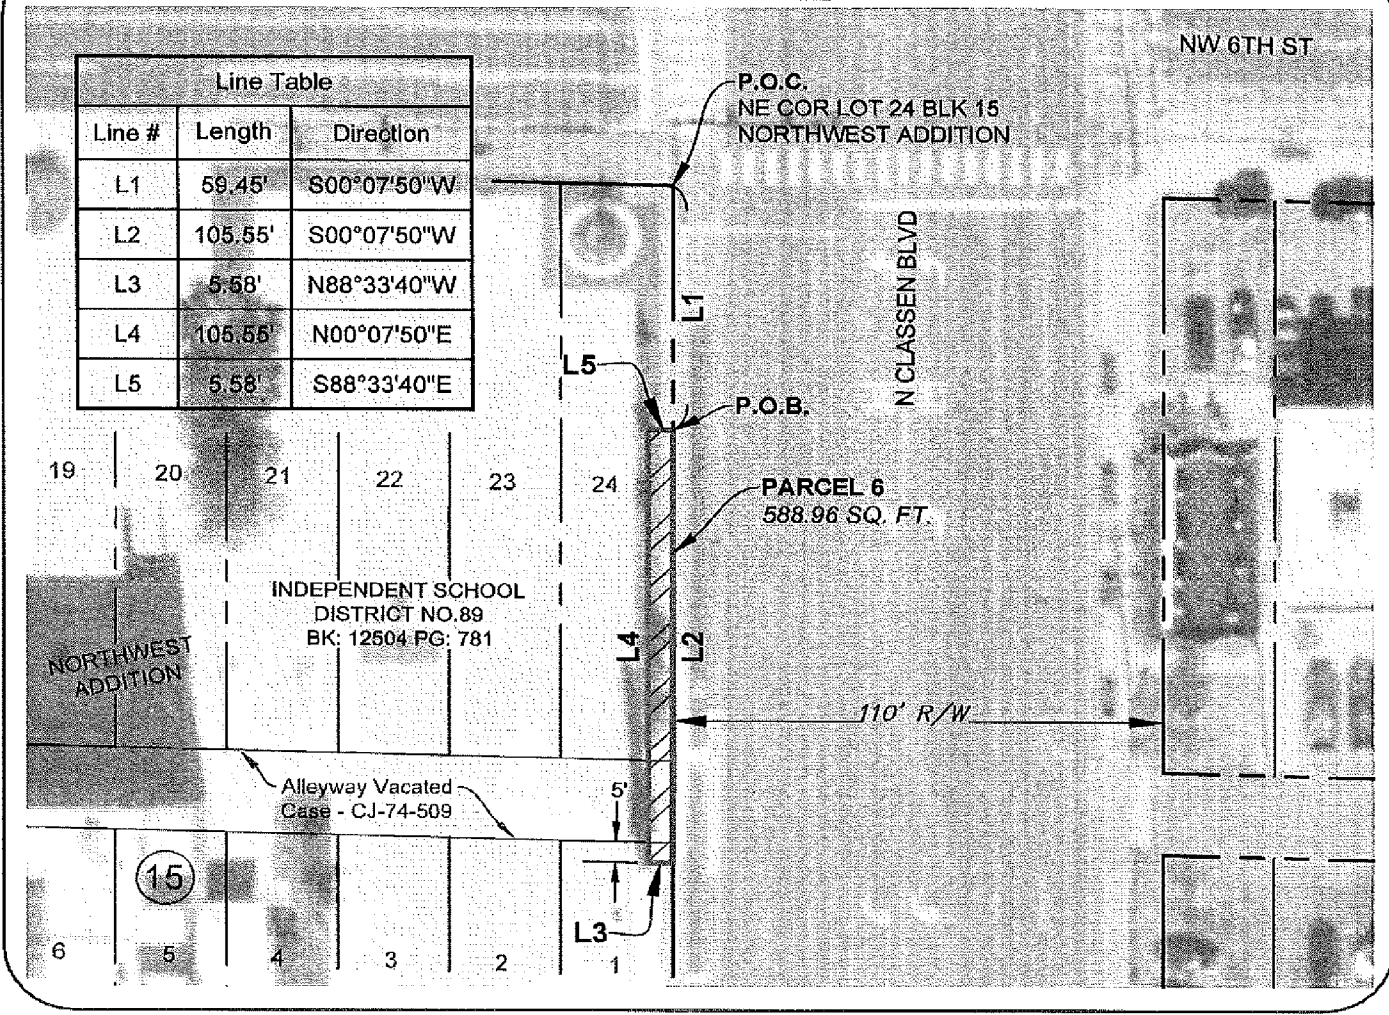 Line Table
Line # Length Direction
L1 59.45' S00°07'50"W
L2 105.55' S00°07'50"W
L3 5.58' N88°33'40"W
L4 105.55' N00°07'50"E
L5 5.58' S88°33'40"E
NW 6TH ST
P.O.C.
NE COR LOT 24 BLK 15
NORTHWEST ADDITION
N CLASSEN BLVD
L1
L5
P.O.B.
19
20
21
22
23
24
PARCEL 6
588.96 SQ. FT.
INDEPENDENT SCHOOL
DISTRICT NO.89
BK: 12504 PG: 781
NORTHWEST
ADDITION
L4
L2
110' R/W
Alleyway Vacated
Case - CJ-74-509
5'
15
L3
6
5
4
3
2
1